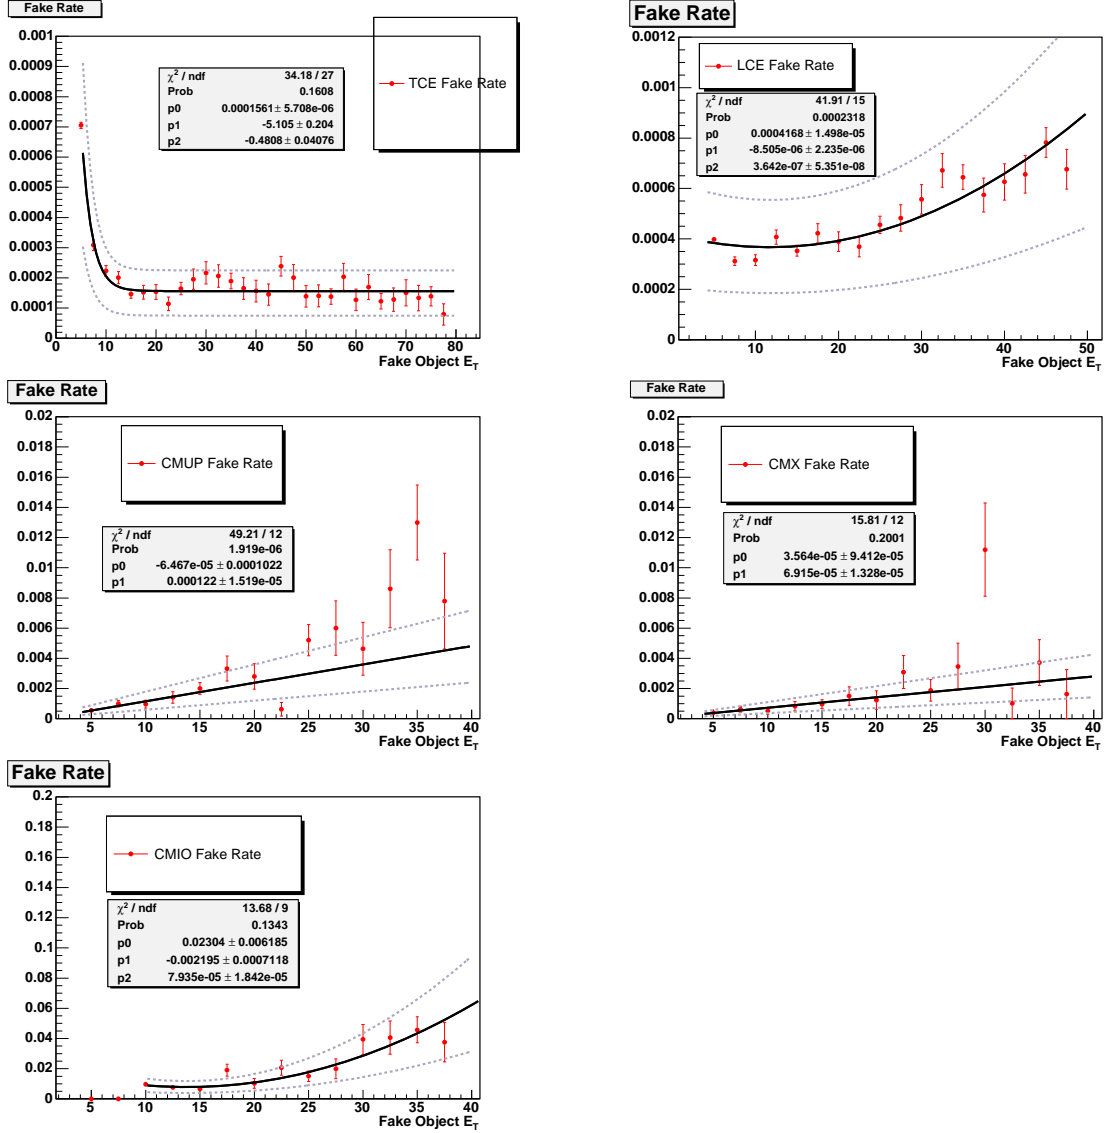 Fake Rate
0.001
0.0009
0.0008
0.0007
0.0006
0.0005
0.0004
0.0003
0.0002
0.0001
0
0 10 20 30 40 50 60 70 80
Fake Object E_T
TCE Fake Rate
χ² / ndf 34.18 / 27
Prob 0.1608
p0 0.0001561 ± 5.708e-06
p1 -5.105 ± 0.204
p2 -0.4808 ± 0.04076
Fake Rate
0.0012
0.001
0.0008
0.0006
0.0004
0.0002
0
10 20 30 40 50
Fake Object E_T
LCE Fake Rate
χ² / ndf 41.91 / 15
Prob 0.0002318
p0 0.0004168 ± 1.498e-05
p1 -8.505e-06 ± 2.235e-06
p2 3.642e-07 ± 5.351e-08
Fake Rate
0.02
0.018
0.016
0.014
0.012
0.01
0.008
0.006
0.004
0.002
0
5 10 15 20 25 30 35 40
Fake Object E_T
CMUP Fake Rate
χ² / ndf 49.21 / 12
Prob 1.919e-06
p0 -6.467e-05 ± 0.0001022
p1 0.000122 ± 1.519e-05
Fake Rate
0.02
0.018
0.016
0.014
0.012
0.01
0.008
0.006
0.004
0.002
0
5 10 15 20 25 30 35 40
Fake Object E_T
CMX Fake Rate
χ² / ndf 15.81 / 12
Prob 0.2001
p0 3.564e-05 ± 9.412e-05
p1 6.915e-05 ± 1.328e-05
Fake Rate
0.2
0.18
0.16
0.14
0.12
0.1
0.08
0.06
0.04
0.02
0
5 10 15 20 25 30 35 40
Fake Object E_T
CMIO Fake Rate
χ² / ndf 13.68 / 9
Prob 0.1343
p0 0.02304 ± 0.006185
p1 -0.002195 ± 0.0007118
p2 7.935e-05 ± 1.842e-05